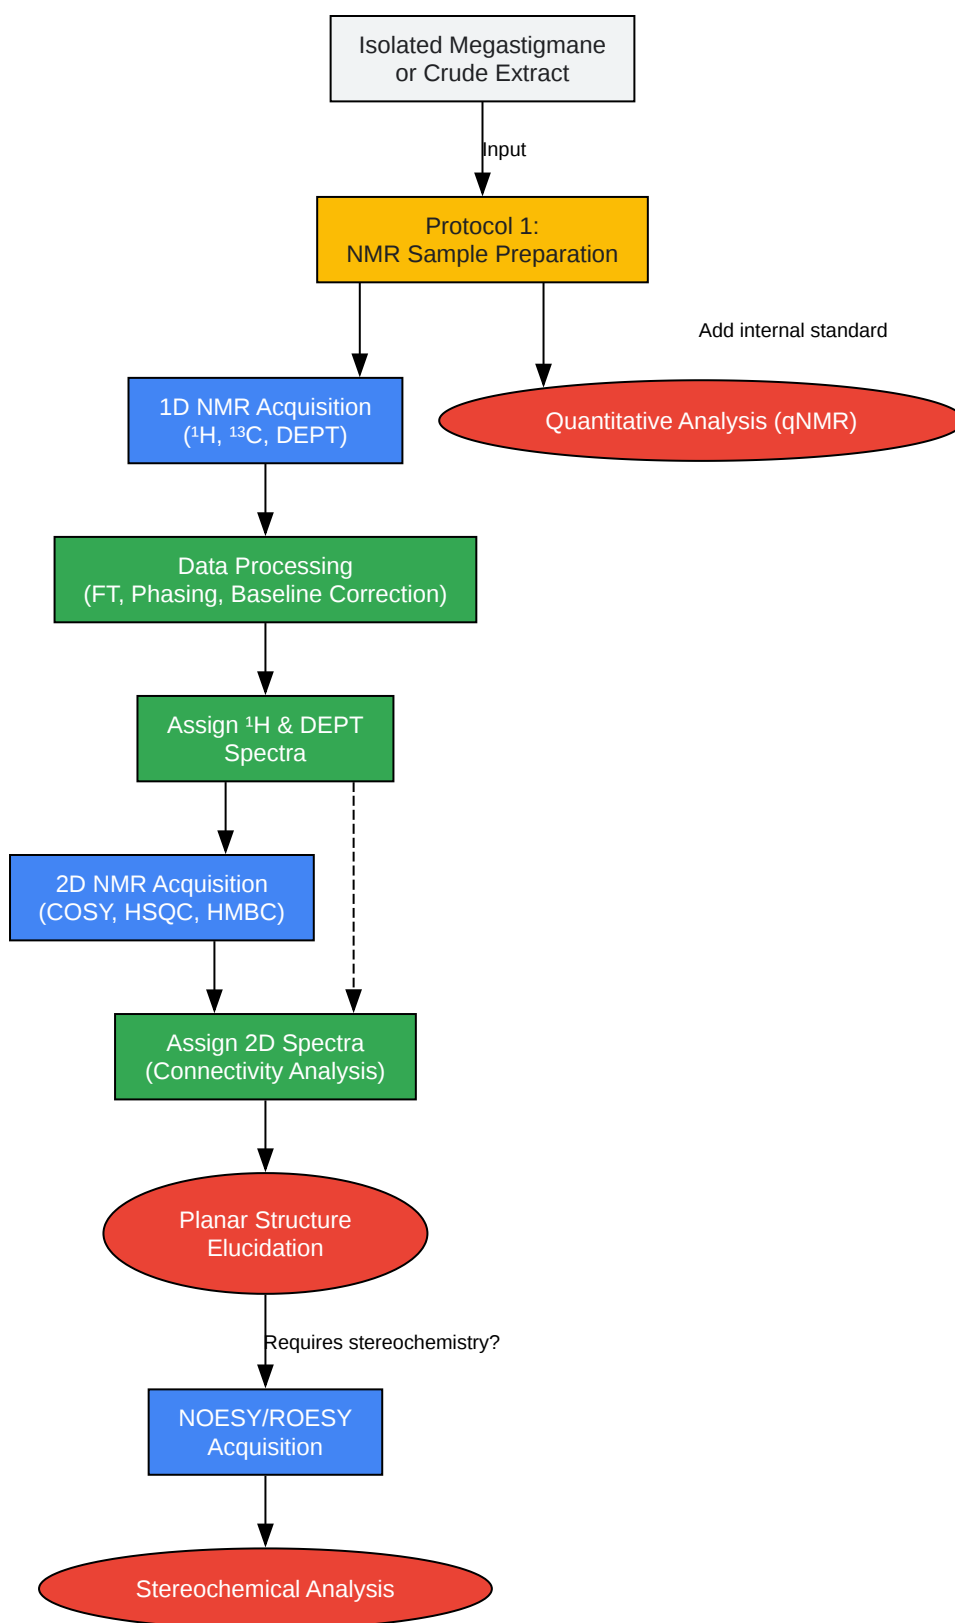 Isolated Megastigmane
or Crude Extract
Input
Protocol 1:
NMR Sample Preparation
Add internal standard
1D NMR Acquisition
(¹H, ¹³C, DEPT)
Quantitative Analysis (qNMR)
Data Processing
(FT, Phasing, Baseline Correction)
Assign ¹H & DEPT
Spectra
2D NMR Acquisition
(COSY, HSQC, HMBC)
Assign 2D Spectra
(Connectivity Analysis)
Planar Structure
Elucidation
Requires stereochemistry?
NOESY/ROESY
Acquisition
Stereochemical Analysis